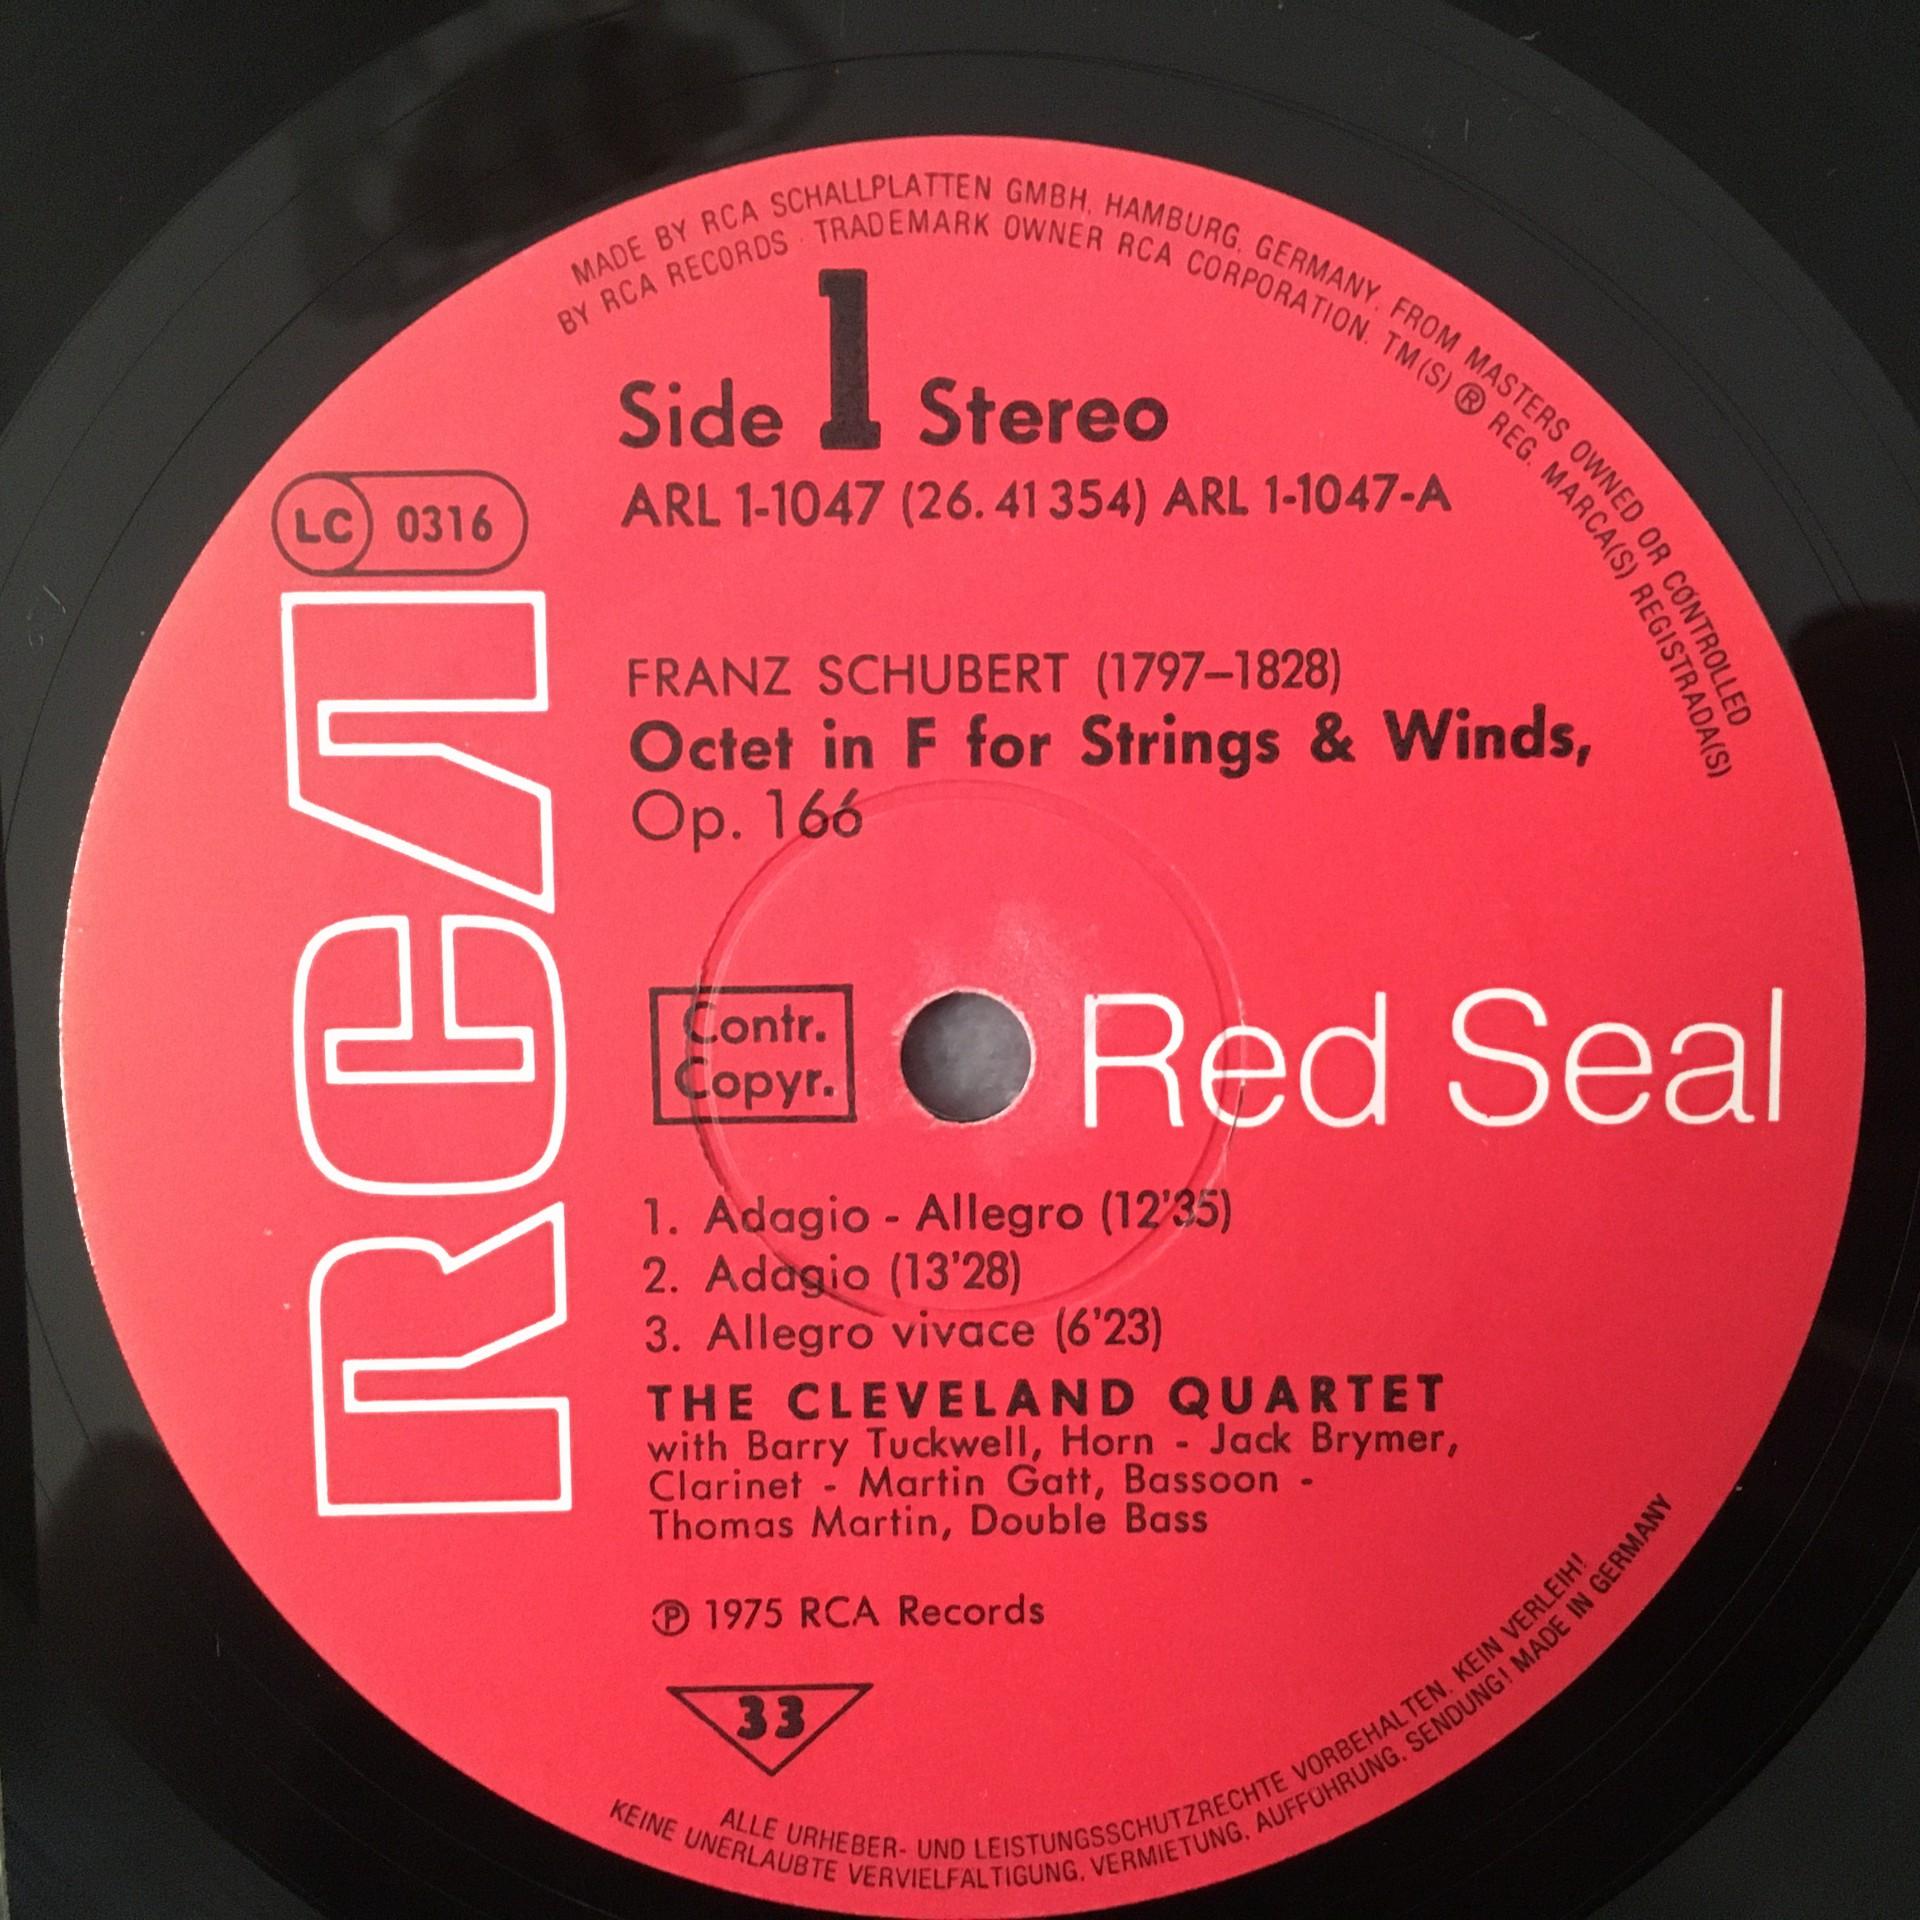 MADE BY RCA SCHALLPLATTEN GMBH, HAMBURG, GERMANY. FROM MASTERS OWNED OR CONTROLLED
BY RCA RECORDS · TRADEMARK OWNER RCA CORPORATION. TM(S) ® REG. MARCA(S) REGISTRADA(S)
Side 1 Stereo
ARL 1-1047 (26.41354) ARL 1-1047-A
LC 0316
RCA
FRANZ SCHUBERT (1797–1828)
Octet in F for Strings & Winds,
Op. 166
Contr.
Copyr.
Red Seal
1. Adagio - Allegro (12'35)
2. Adagio (13'28)
3. Allegro vivace (6'23)
THE CLEVELAND QUARTET
with Barry Tuckwell, Horn - Jack Brymer,
Clarinet - Martin Gatt, Bassoon -
Thomas Martin, Double Bass
℗ 1975 RCA Records
33
ALLE URHEBER- UND LEISTUNGSSCHUTZRECHTE VORBEHALTEN. KEIN VERLEIH!
KEINE UNERLAUBTE VERVIELFÄLTIGUNG, VERMIETUNG, AUFFÜHRUNG, SENDUNG! MADE IN GERMANY